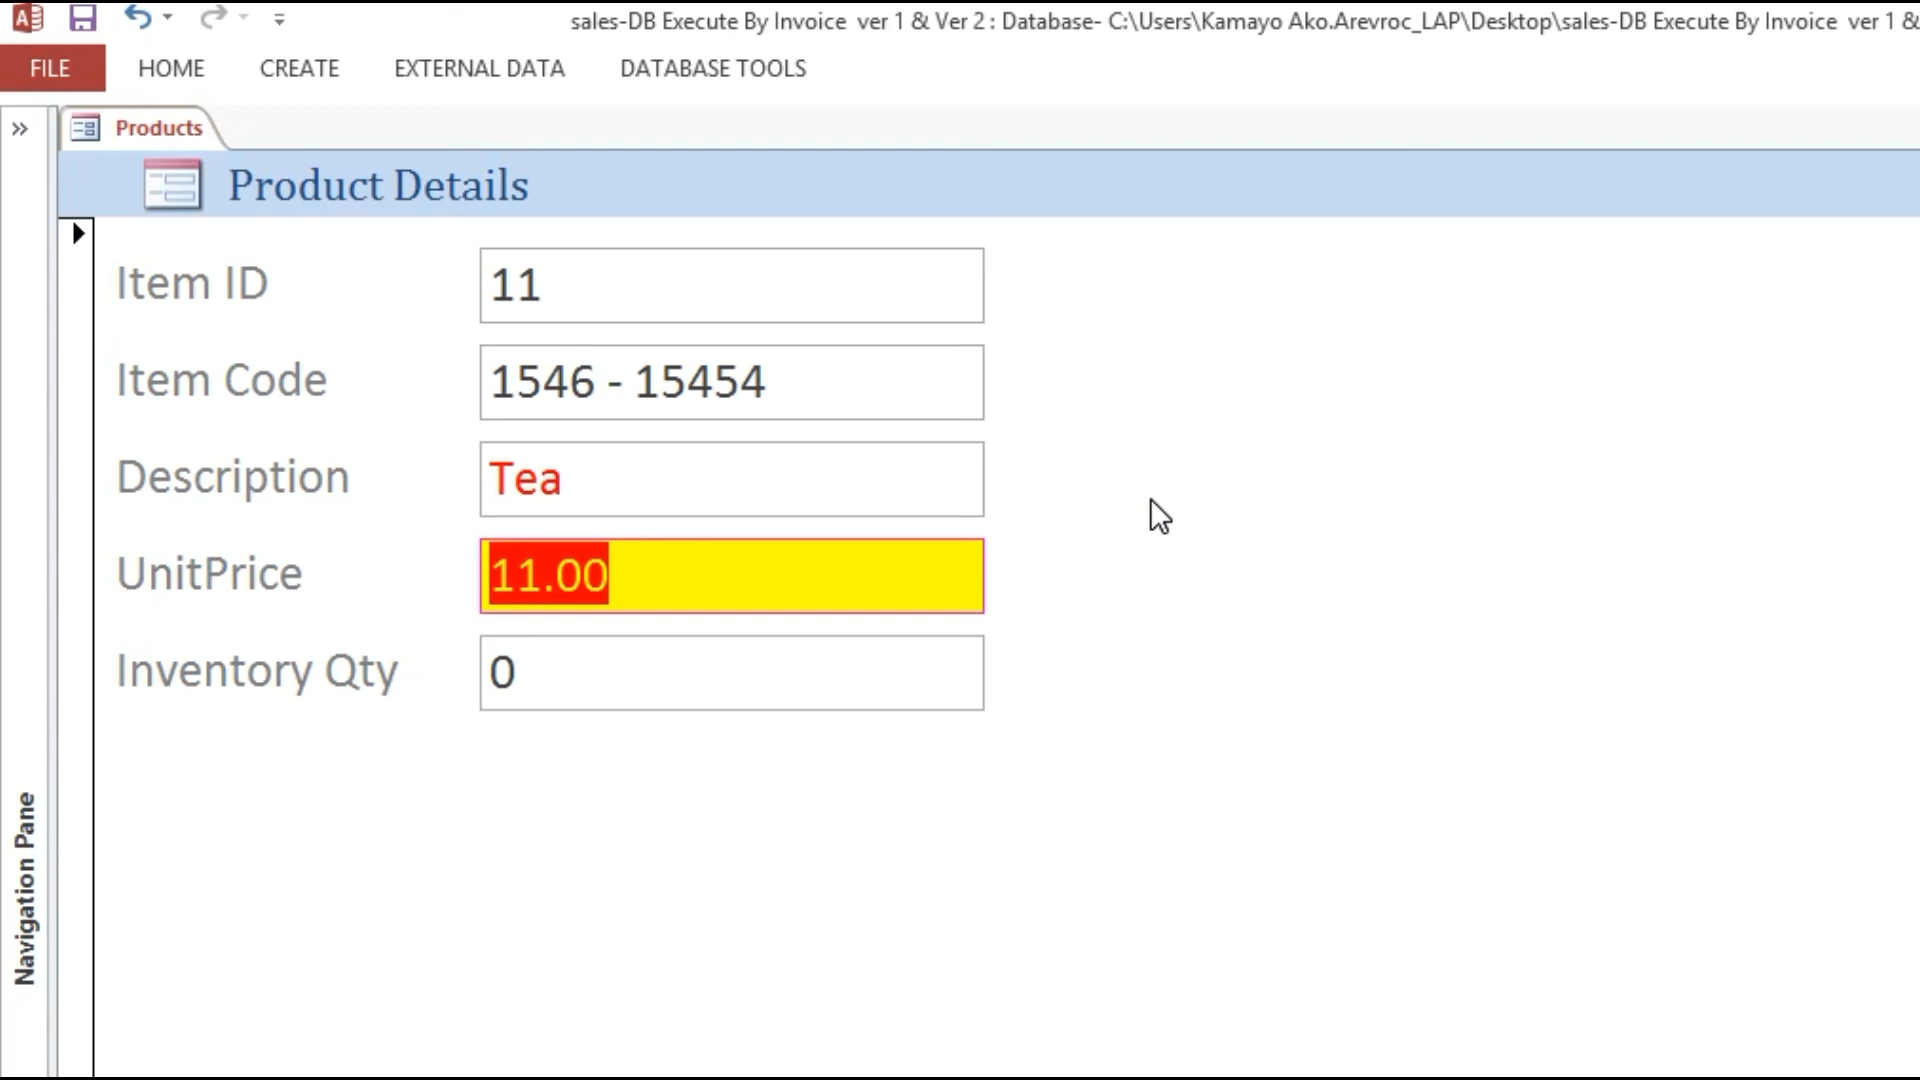 sales-DB Execute By Invoice ver 1 & Ver 2 : Database- C:\Users\Kamayo Ako.Arevroc_LAP\Desktop\sales-DB Execute By Invoice ver 1 &
FILE HOME CREATE EXTERNAL DATA DATABASE TOOLS
Products
Product Details
Item ID 11
Item Code 1546 - 15454
Description Tea
UnitPrice 11.00
Inventory Qty 0
Navigation Pane